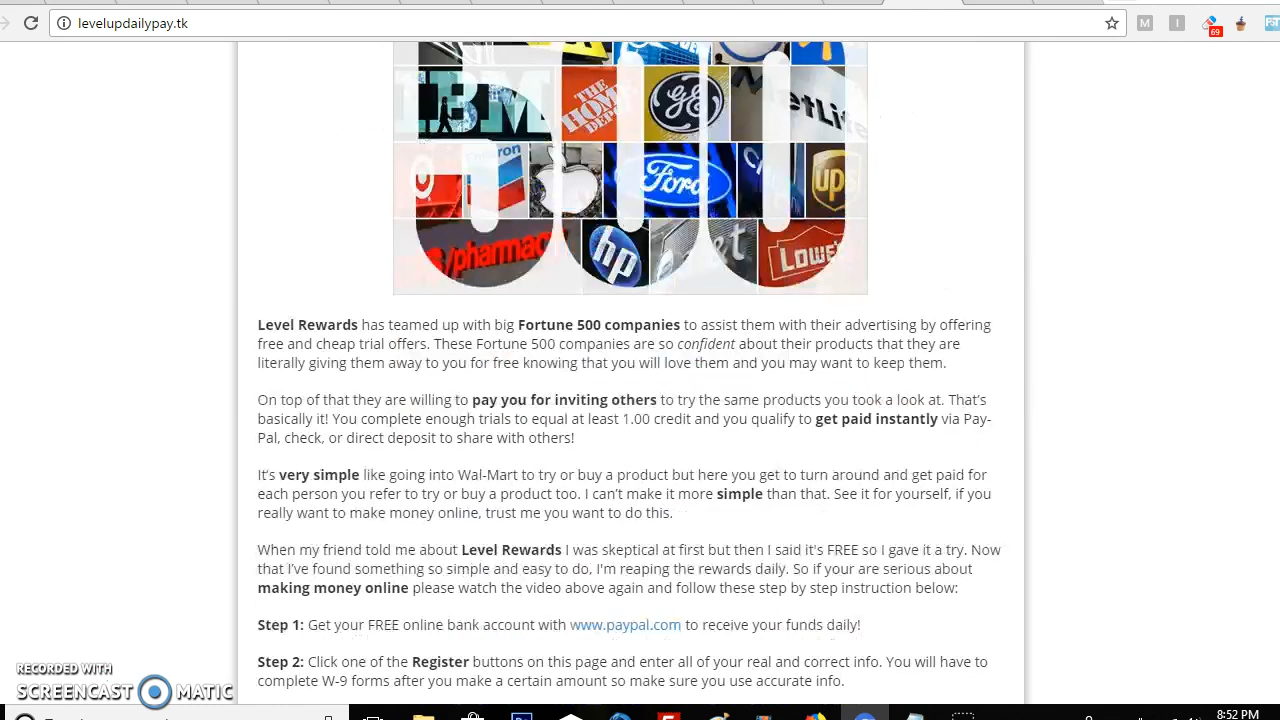 levelupdailypay.tk
M
I
69
IBM
THE HOME DEPOT
GE
MetLife
Chevron
Ford
ups
/pharmacy
hp
LOWE'S
Level Rewards has teamed up with big Fortune 500 companies to assist them with their advertising by offering
free and cheap trial offers. These Fortune 500 companies are so confident about their products that they are
literally giving them away to you for free knowing that you will love them and you may want to keep them.
On top of that they are willing to pay you for inviting others to try the same products you took a look at. That's
basically it! You complete enough trials to equal at least 1.00 credit and you qualify to get paid instantly via Pay-
Pal, check, or direct deposit to share with others!
It's very simple like going into Wal-Mart to try or buy a product but here you get to turn around and get paid for
each person you refer to try or buy a product too. I can't make it more simple than that. See it for yourself, if you
really want to make money online, trust me you want to do this.
When my friend told me about Level Rewards I was skeptical at first but then I said it's FREE so I gave it a try. Now
that I've found something so simple and easy to do, I'm reaping the rewards daily. So if your are serious about
making money online please watch the video above again and follow these step by step instruction below:
Step 1: Get your FREE online bank account with www.paypal.com to receive your funds daily!
Step 2: Click one of the Register buttons on this page and enter all of your real and correct info. You will have to
complete W-9 forms after you make a certain amount so make sure you use accurate info.
RECORDED WITH
SCREENCAST MATIC
8:52 PM